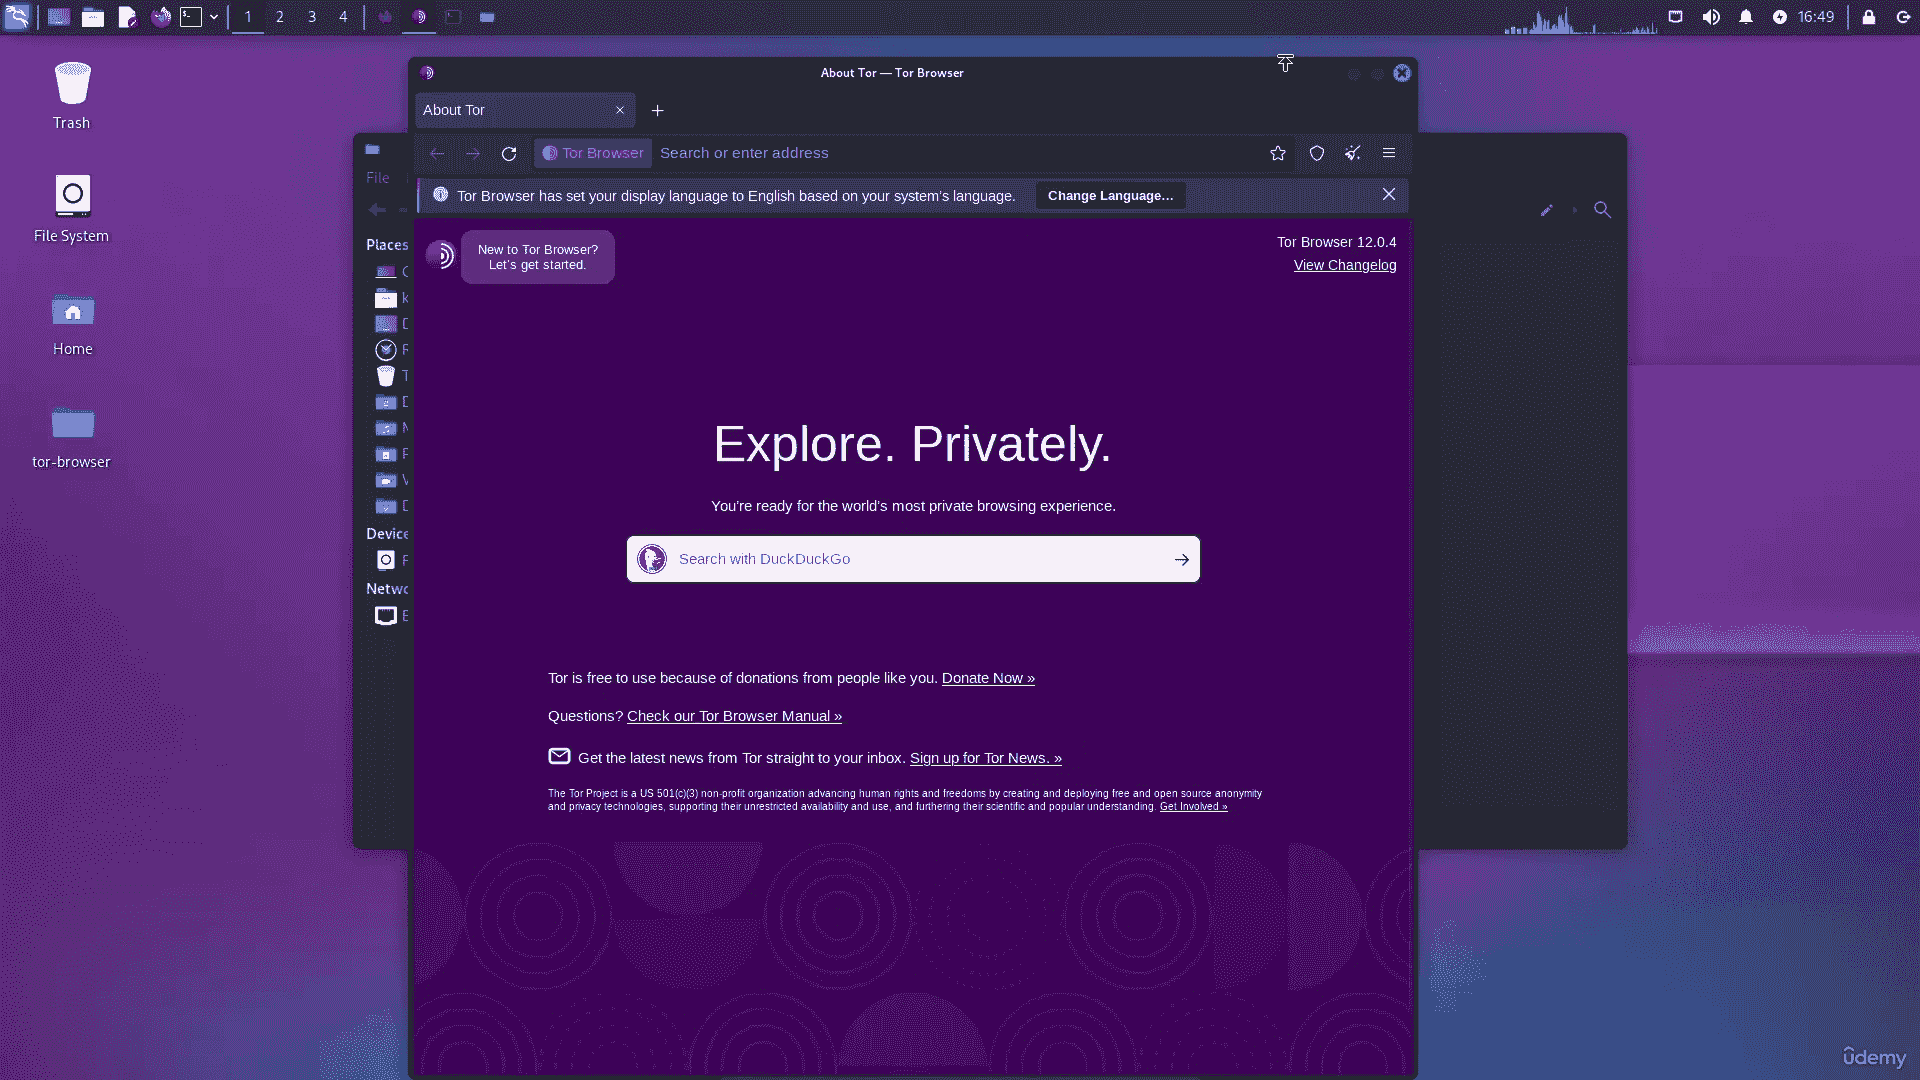 1 2 3 4
16:49
Trash
File System
Home
tor-browser
About Tor — Tor Browser
About Tor
Tor Browser Search or enter address
Tor Browser has set your display language to English based on your system's language. Change Language...
File
Places
New to Tor Browser?
Let's get started.
Tor Browser 12.0.4
View Changelog
Explore. Privately.
You're ready for the world's most private browsing experience.
Search with DuckDuckGo
Tor is free to use because of donations from people like you. Donate Now »
Questions? Check our Tor Browser Manual »
Get the latest news from Tor straight to your inbox. Sign up for Tor News. »
The Tor Project is a US 501(c)(3) non-profit organization advancing human rights and freedoms by creating and deploying free and open source anonymity
and privacy technologies, supporting their unrestricted availability and use, and furthering their scientific and popular understanding. Get Involved »
Device
Netwo
udemy